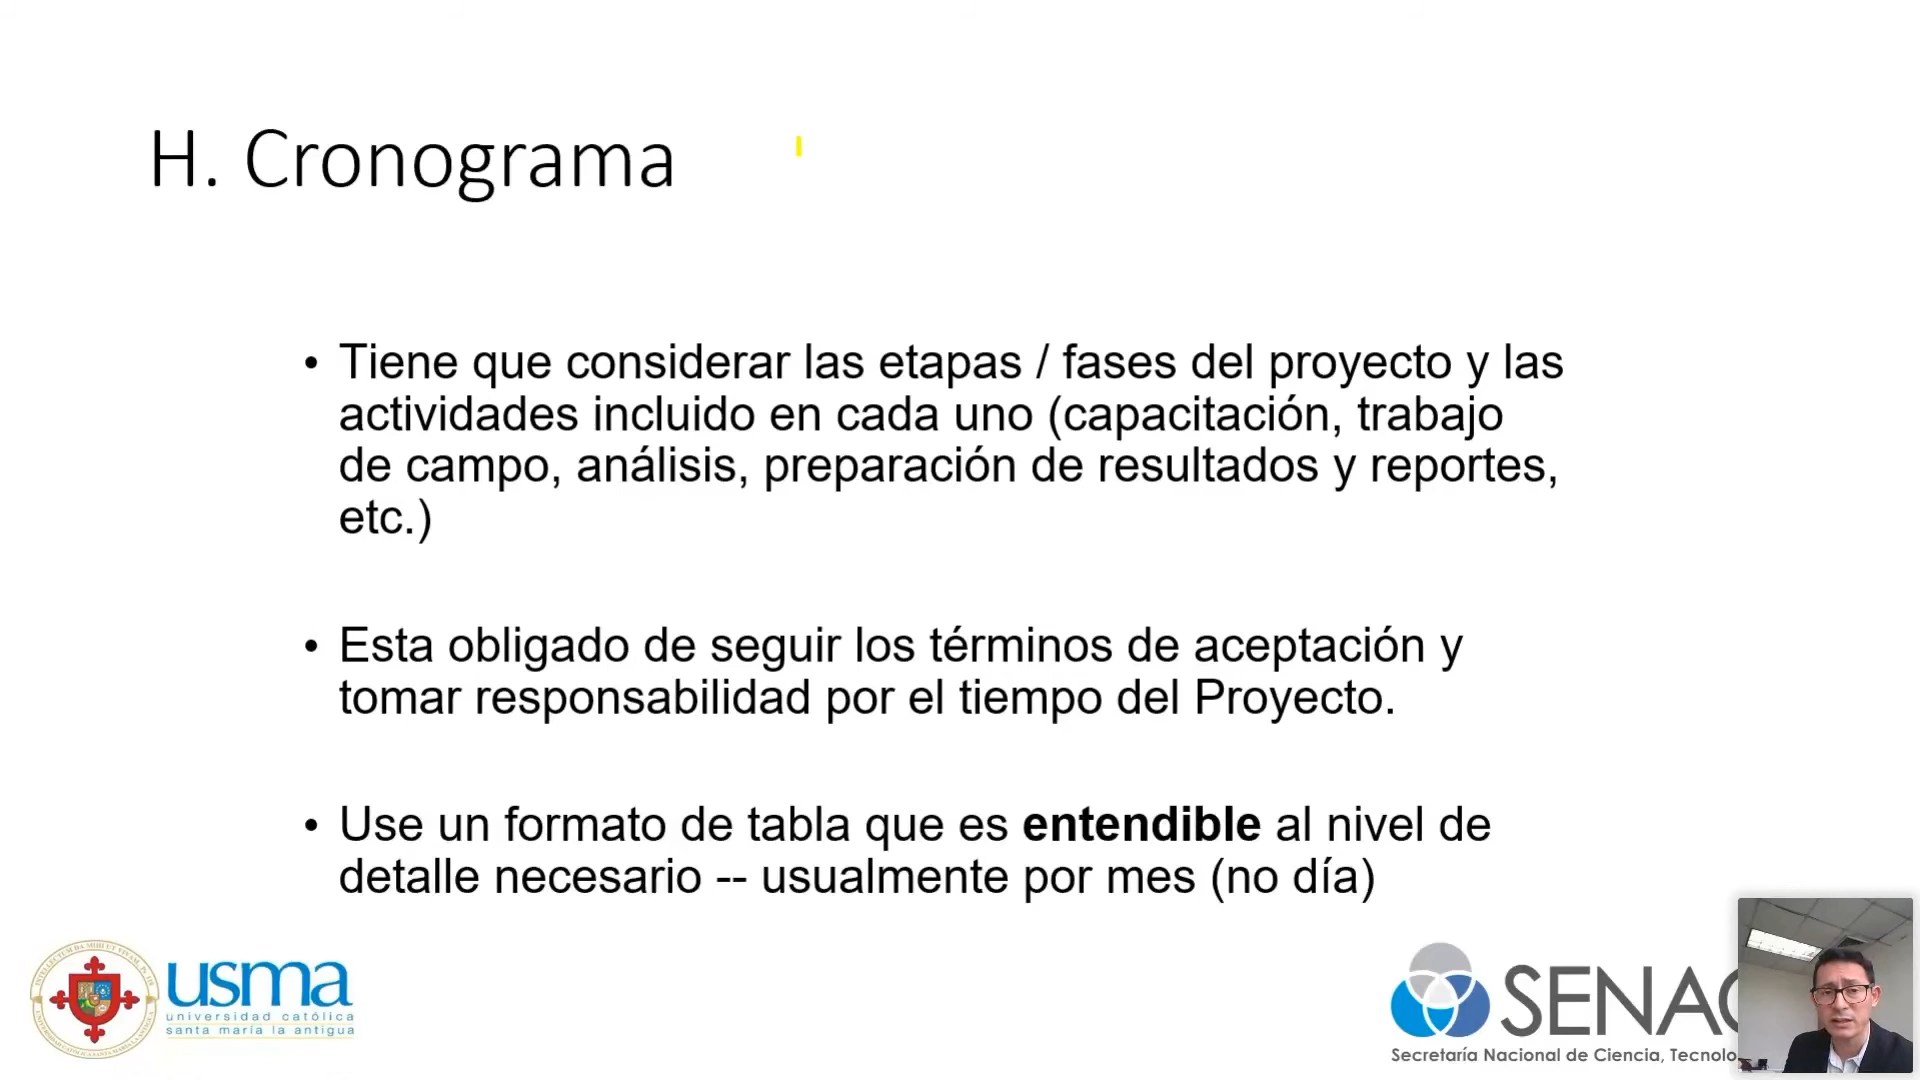 H. Cronograma
• Tiene que considerar las etapas / fases del proyecto y las
actividades incluido en cada uno (capacitación, trabajo
de campo, análisis, preparación de resultados y reportes,
etc.)
• Esta obligado de seguir los términos de aceptación y
tomar responsabilidad por el tiempo del Proyecto.
• Use un formato de tabla que es entendible al nivel de
detalle necesario -- usualmente por mes (no día)
usma
universidad católica
santa maría la antigua
SENAC
Secretaría Nacional de Ciencia, Tecnolo